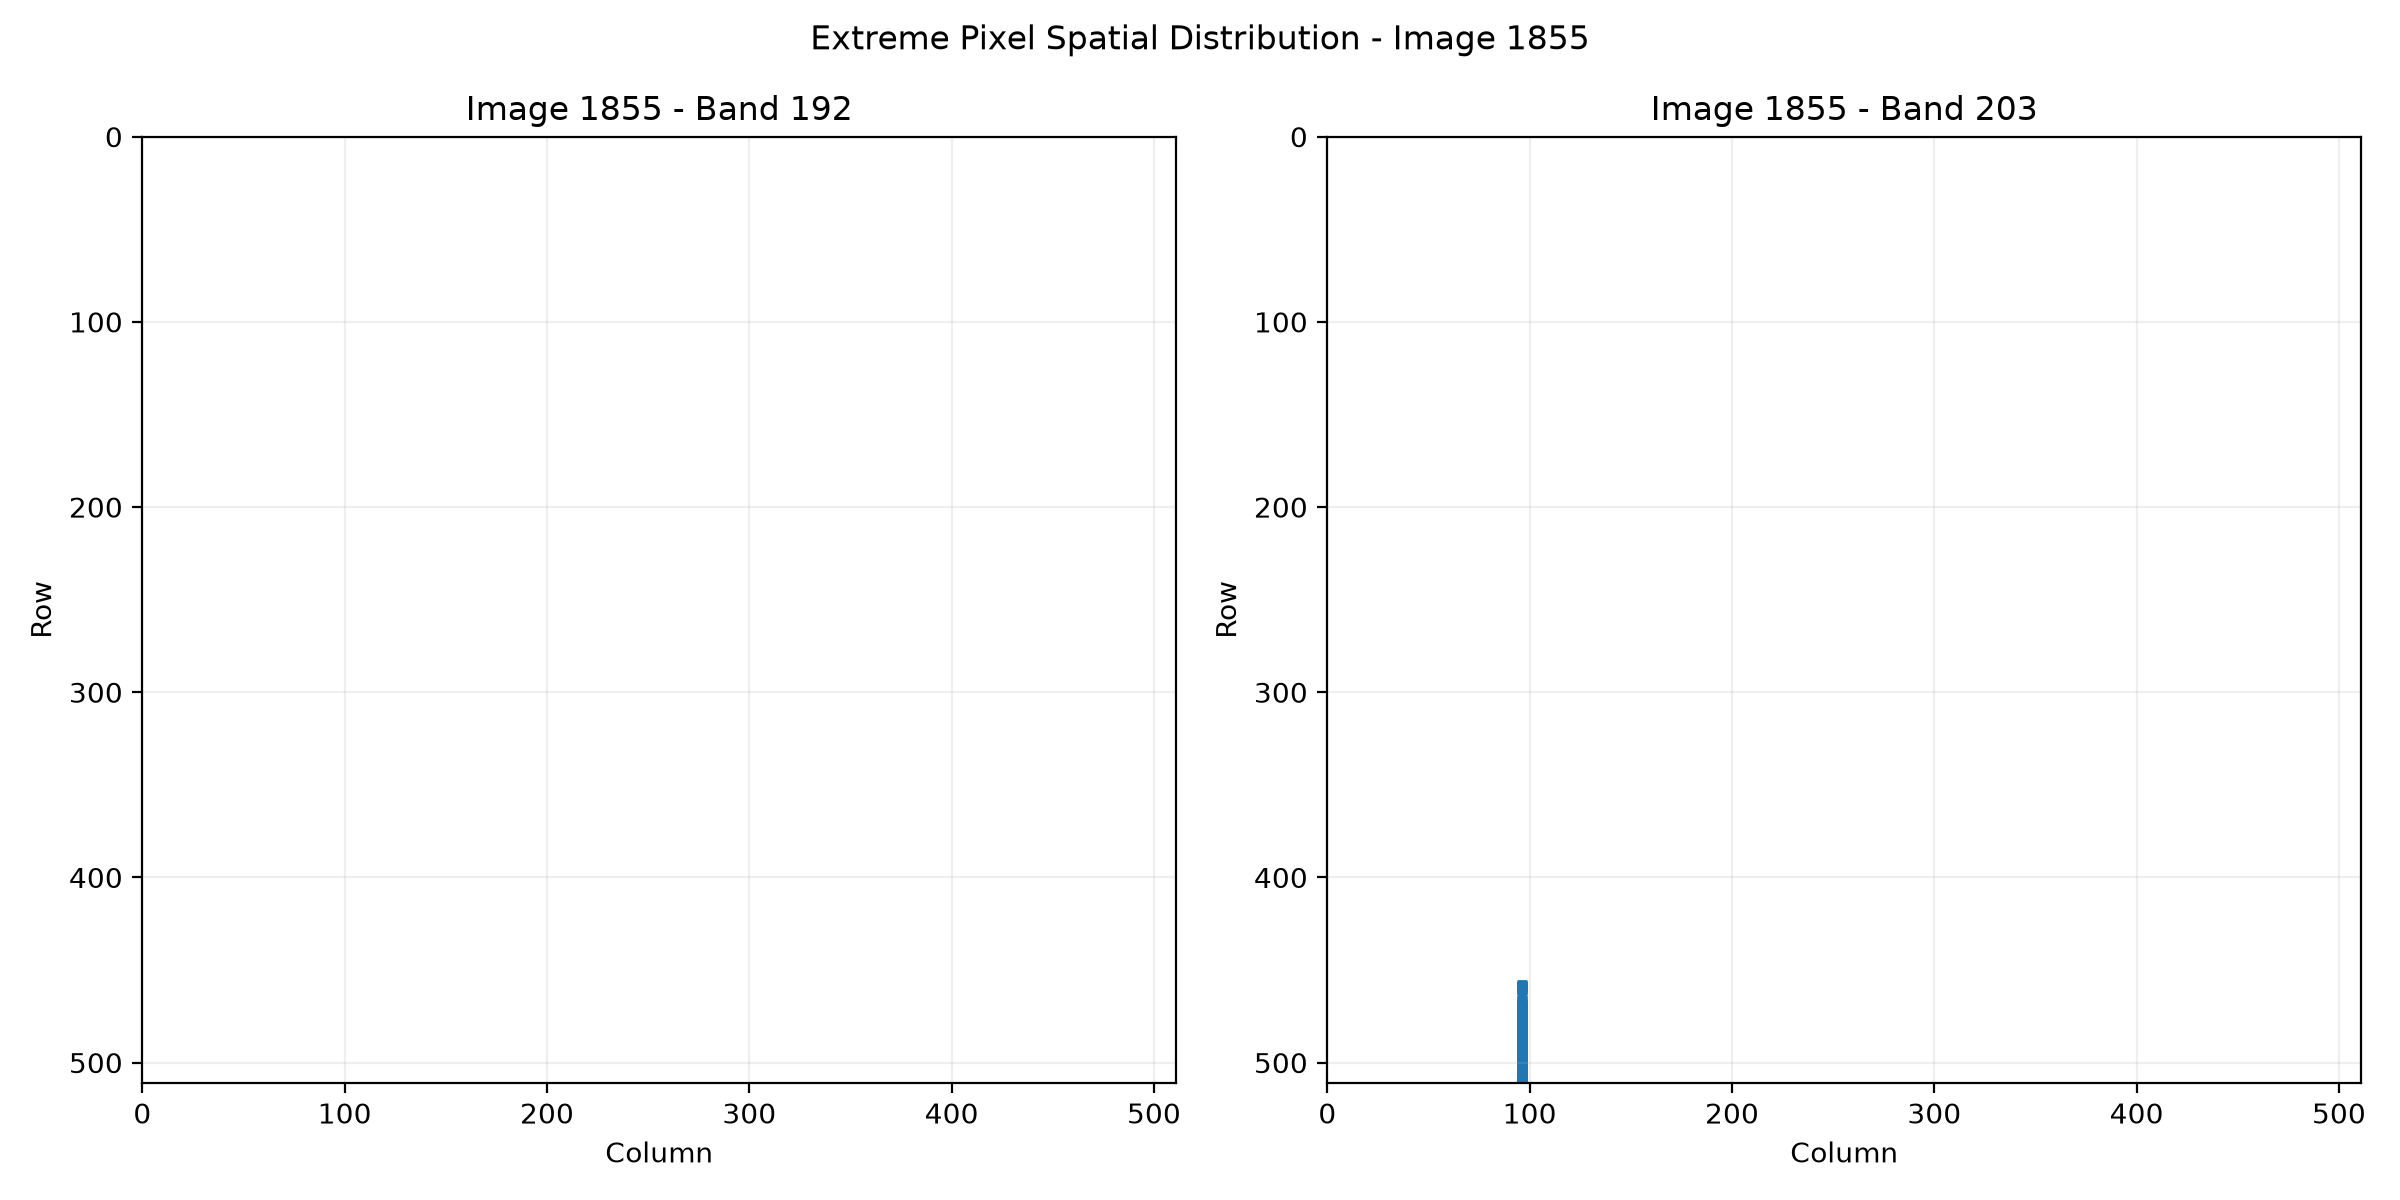 Extreme Pixel Spatial Distribution - Image 1855
Image 1855 - Band 192
0
100
200
300
400
500
Row
0 100 200 300 400 500
Column
Image 1855 - Band 203
0
100
200
300
400
500
Row
0 100 200 300 400 500
Column